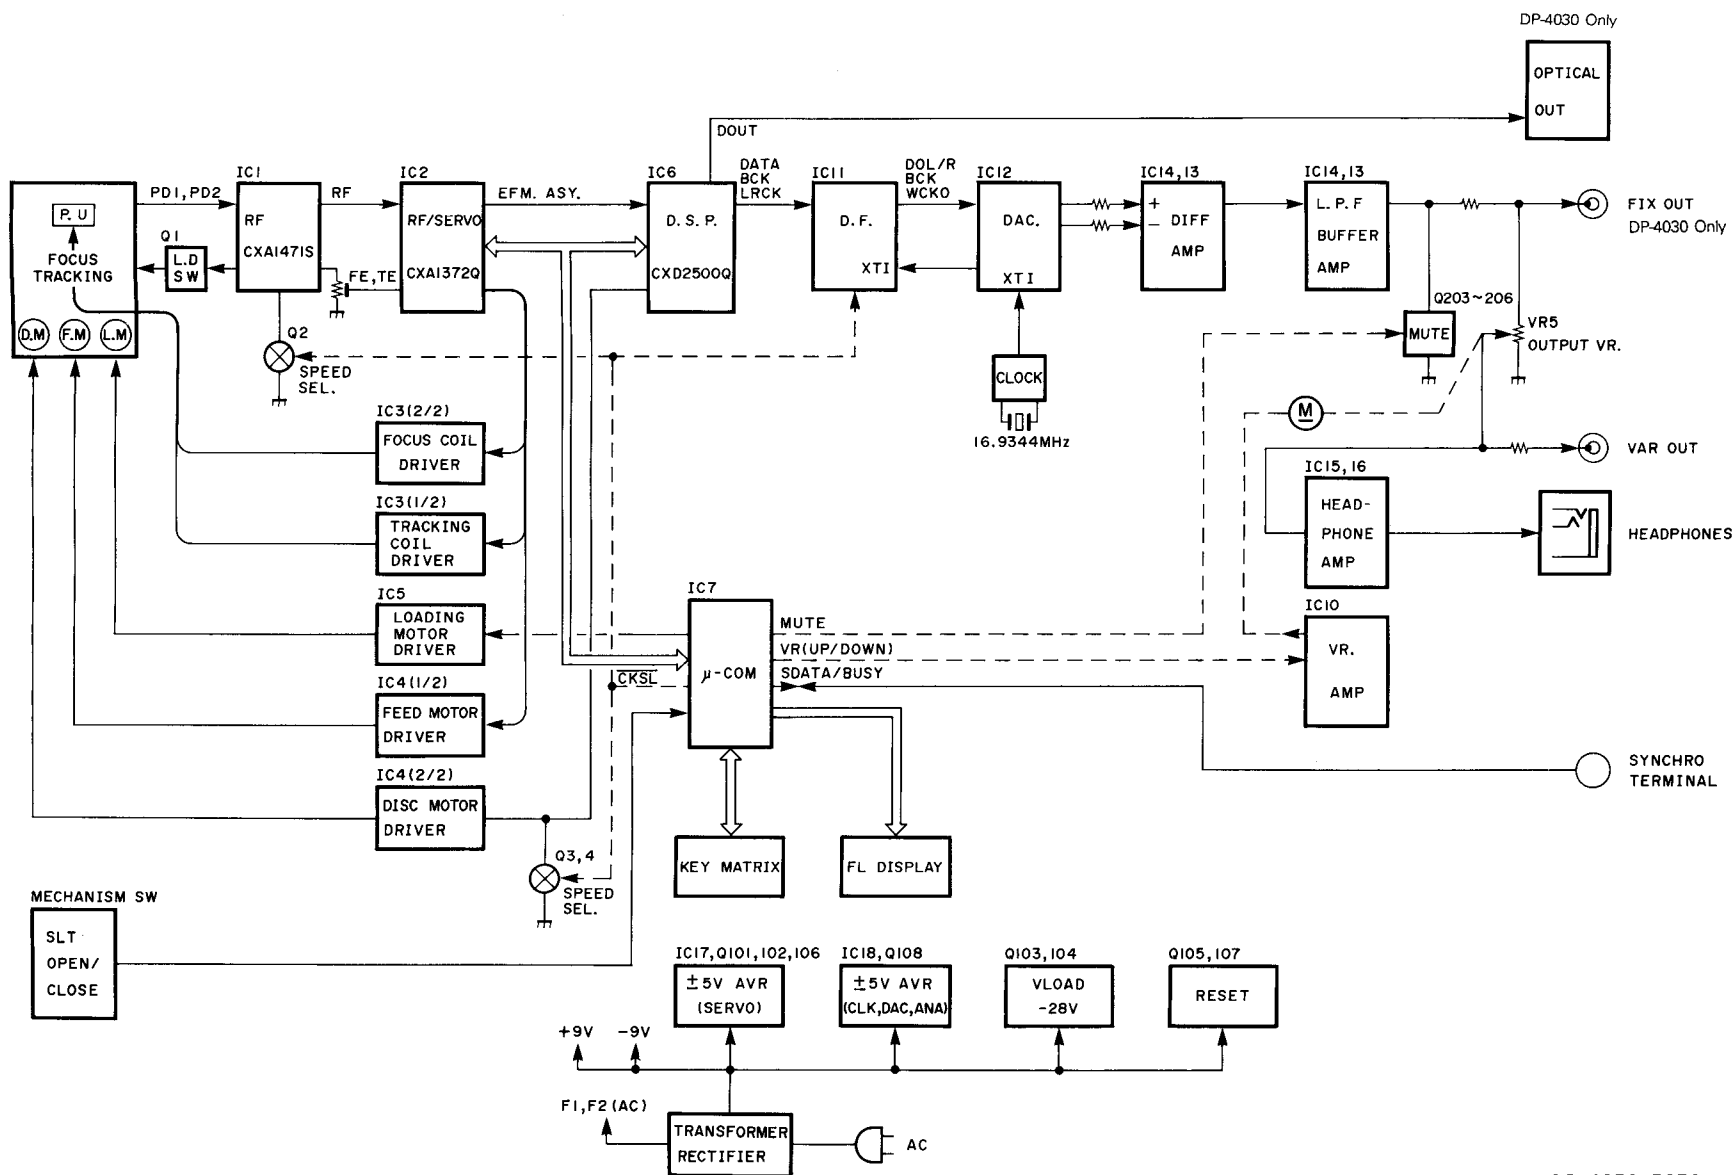 DP-4030 Only
OPTICAL
OUT
DOUT
IC1
IC2
IC6
DATA
BCK
LRCK
IC11
DOL/R
BCK
WCKO
IC12
IC14,13
IC14,13
PD1,PD2
RF
EFM. ASY.
P.U
FOCUS
TRACKING
D.M
F.M
L.M
Q1
L.D
SW
RF
CXA1471S
FE,TE
RF/SERVO
CXA1372Q
D.S.P.
CXD2500Q
D.F.
XTI
DAC.
XTI
+
−
DIFF
AMP
L.P.F
BUFFER
AMP
FIX OUT
DP-4030 Only
Q2
SPEED
SEL.
CLOCK
16.9344MHz
Q203~206
MUTE
VR5
OUTPUT VR.
M
VAR OUT
IC3(2/2)
FOCUS COIL
DRIVER
IC3(1/2)
TRACKING
COIL
DRIVER
IC15,16
HEAD-
PHONE
AMP
HEADPHONES
IC5
LOADING
MOTOR
DRIVER
IC7
μ-COM
MUTE
VR(UP/DOWN)
SDATA/BUSY
CKSL
IC10
VR.
AMP
IC4(1/2)
FEED MOTOR
DRIVER
IC4(2/2)
DISC MOTOR
DRIVER
SYNCHRO
TERMINAL
Q3,4
SPEED
SEL.
KEY MATRIX
FL DISPLAY
MECHANISM SW
SLT
OPEN/
CLOSE
IC17,Q101,102,106
±5V AVR
(SERVO)
IC18,Q108
±5V AVR
(CLK,DAC,ANA)
Q103,104
VLOAD
-28V
Q105,107
RESET
+9V
-9V
F1,F2(AC)
TRANSFORMER
RECTIFIER
AC